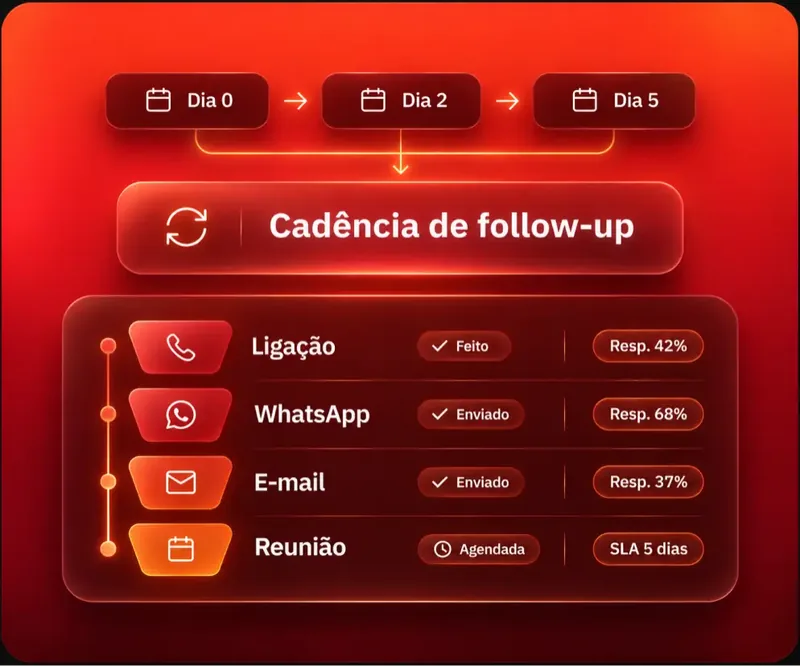 Dia 0
Dia 2
Dia 5
Cadência de follow-up
Ligação
Feito
Resp. 42%
WhatsApp
Enviado
Resp. 68%
E-mail
Enviado
Resp. 37%
Reunião
Agendada
SLA 5 dias